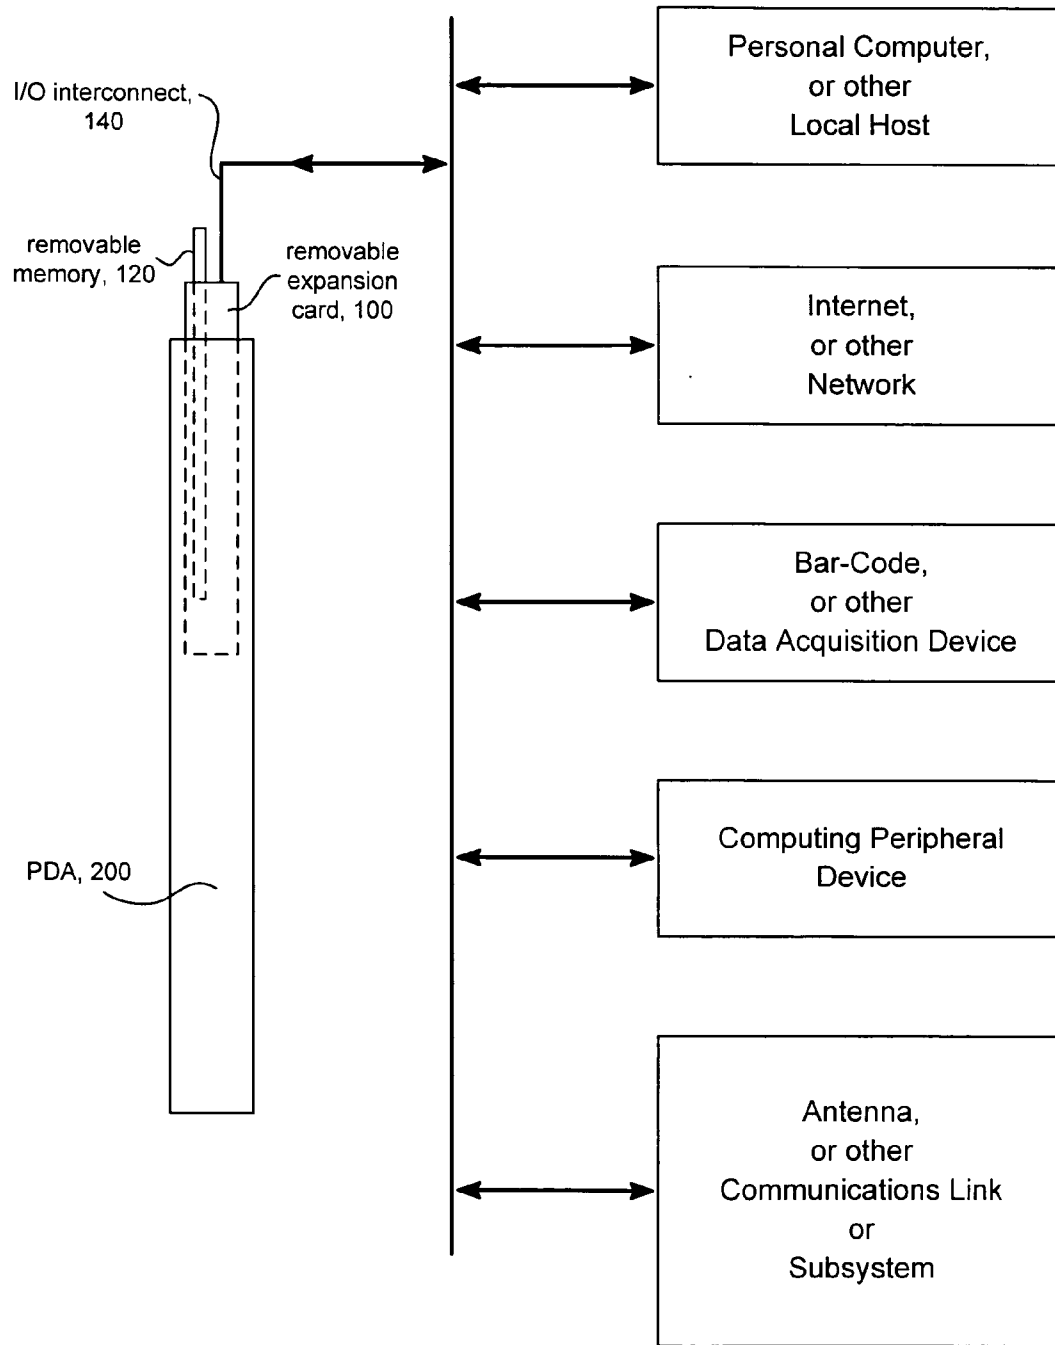 I/O interconnect,
140
removable
memory, 120
removable
expansion
card, 100
PDA, 200
Personal Computer,
or other
Local Host
Internet,
or other
Network
Bar-Code,
or other
Data Acquisition Device
Computing Peripheral
Device
Antenna,
or other
Communications Link
or
Subsystem